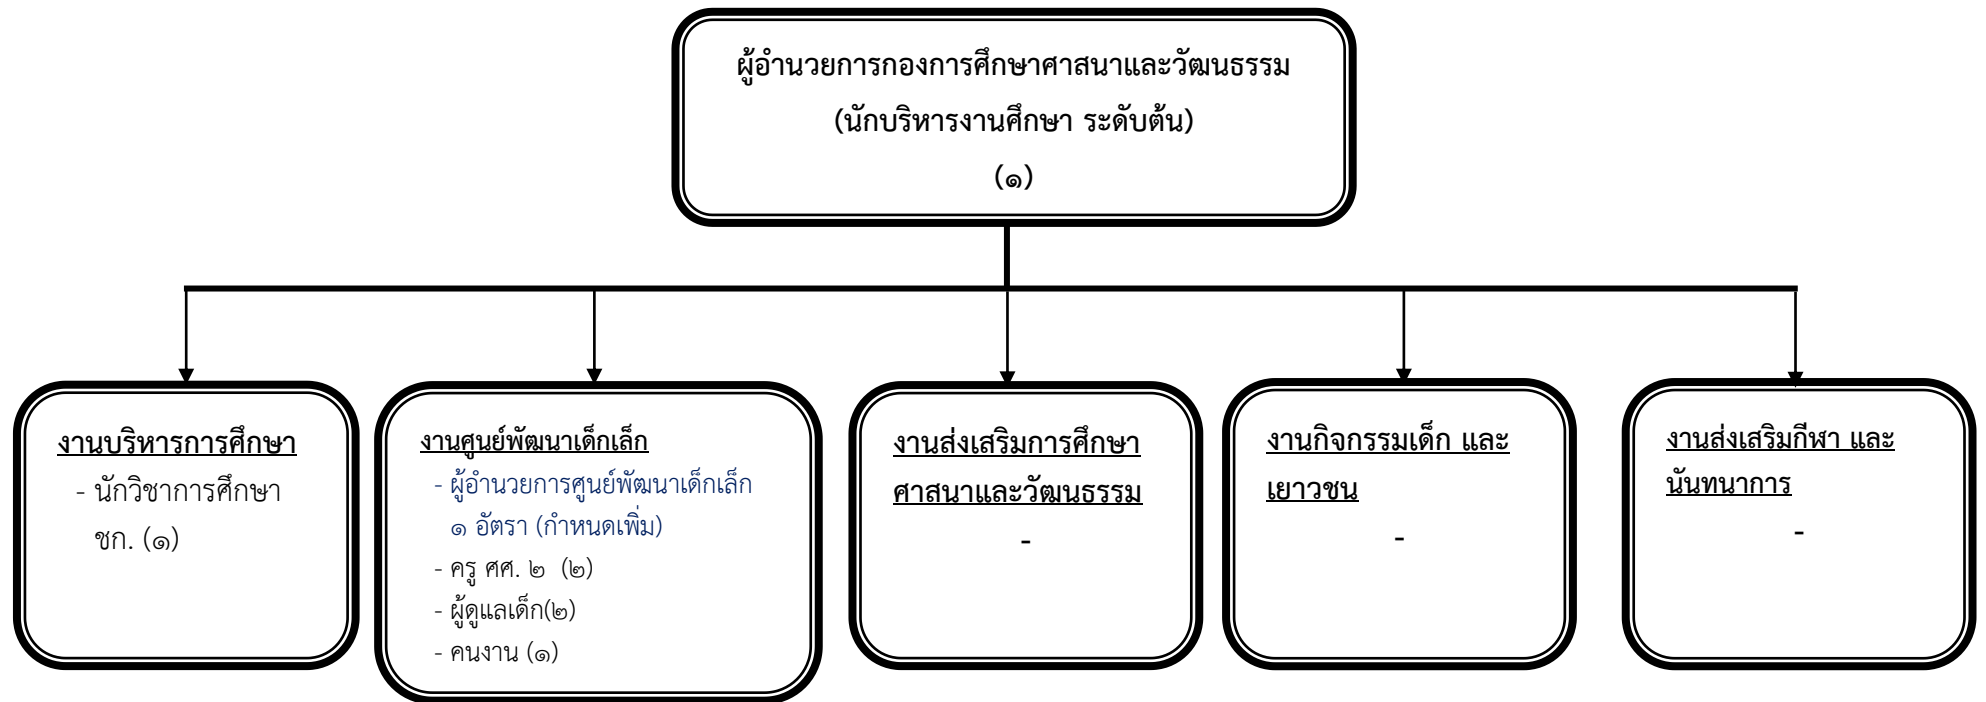 ผู้อำนวยการกองการศึกษาศาสนาและวัฒนธรรม
(นักบริหารงานศึกษา ระดับต้น)
(๑)
งานบริหารการศึกษา
- นักวิชาการศึกษา
ชก. (๑)
งานศูนย์พัฒนาเด็กเล็ก
- ผู้อำนวยการศูนย์พัฒนาเด็กเล็ก
๑ อัตรา (กำหนดเพิ่ม)
- ครู คศ. ๒ (๒)
- ผู้ดูแลเด็ก(๒)
- คนงาน (๑)
งานส่งเสริมการศึกษา
ศาสนาและวัฒนธรรม
-
งานกิจกรรมเด็ก และ
เยาวชน
-
งานส่งเสริมกีฬา และ
นันทนาการ
-